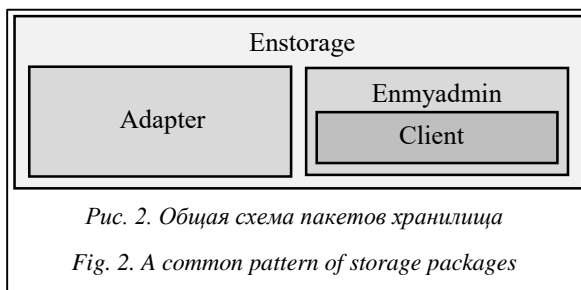 Enstorage
Adapter
Enmyadmin
Client
Рис. 2. Общая схема пакетов хранилища
Fig. 2. A common pattern of storage packages